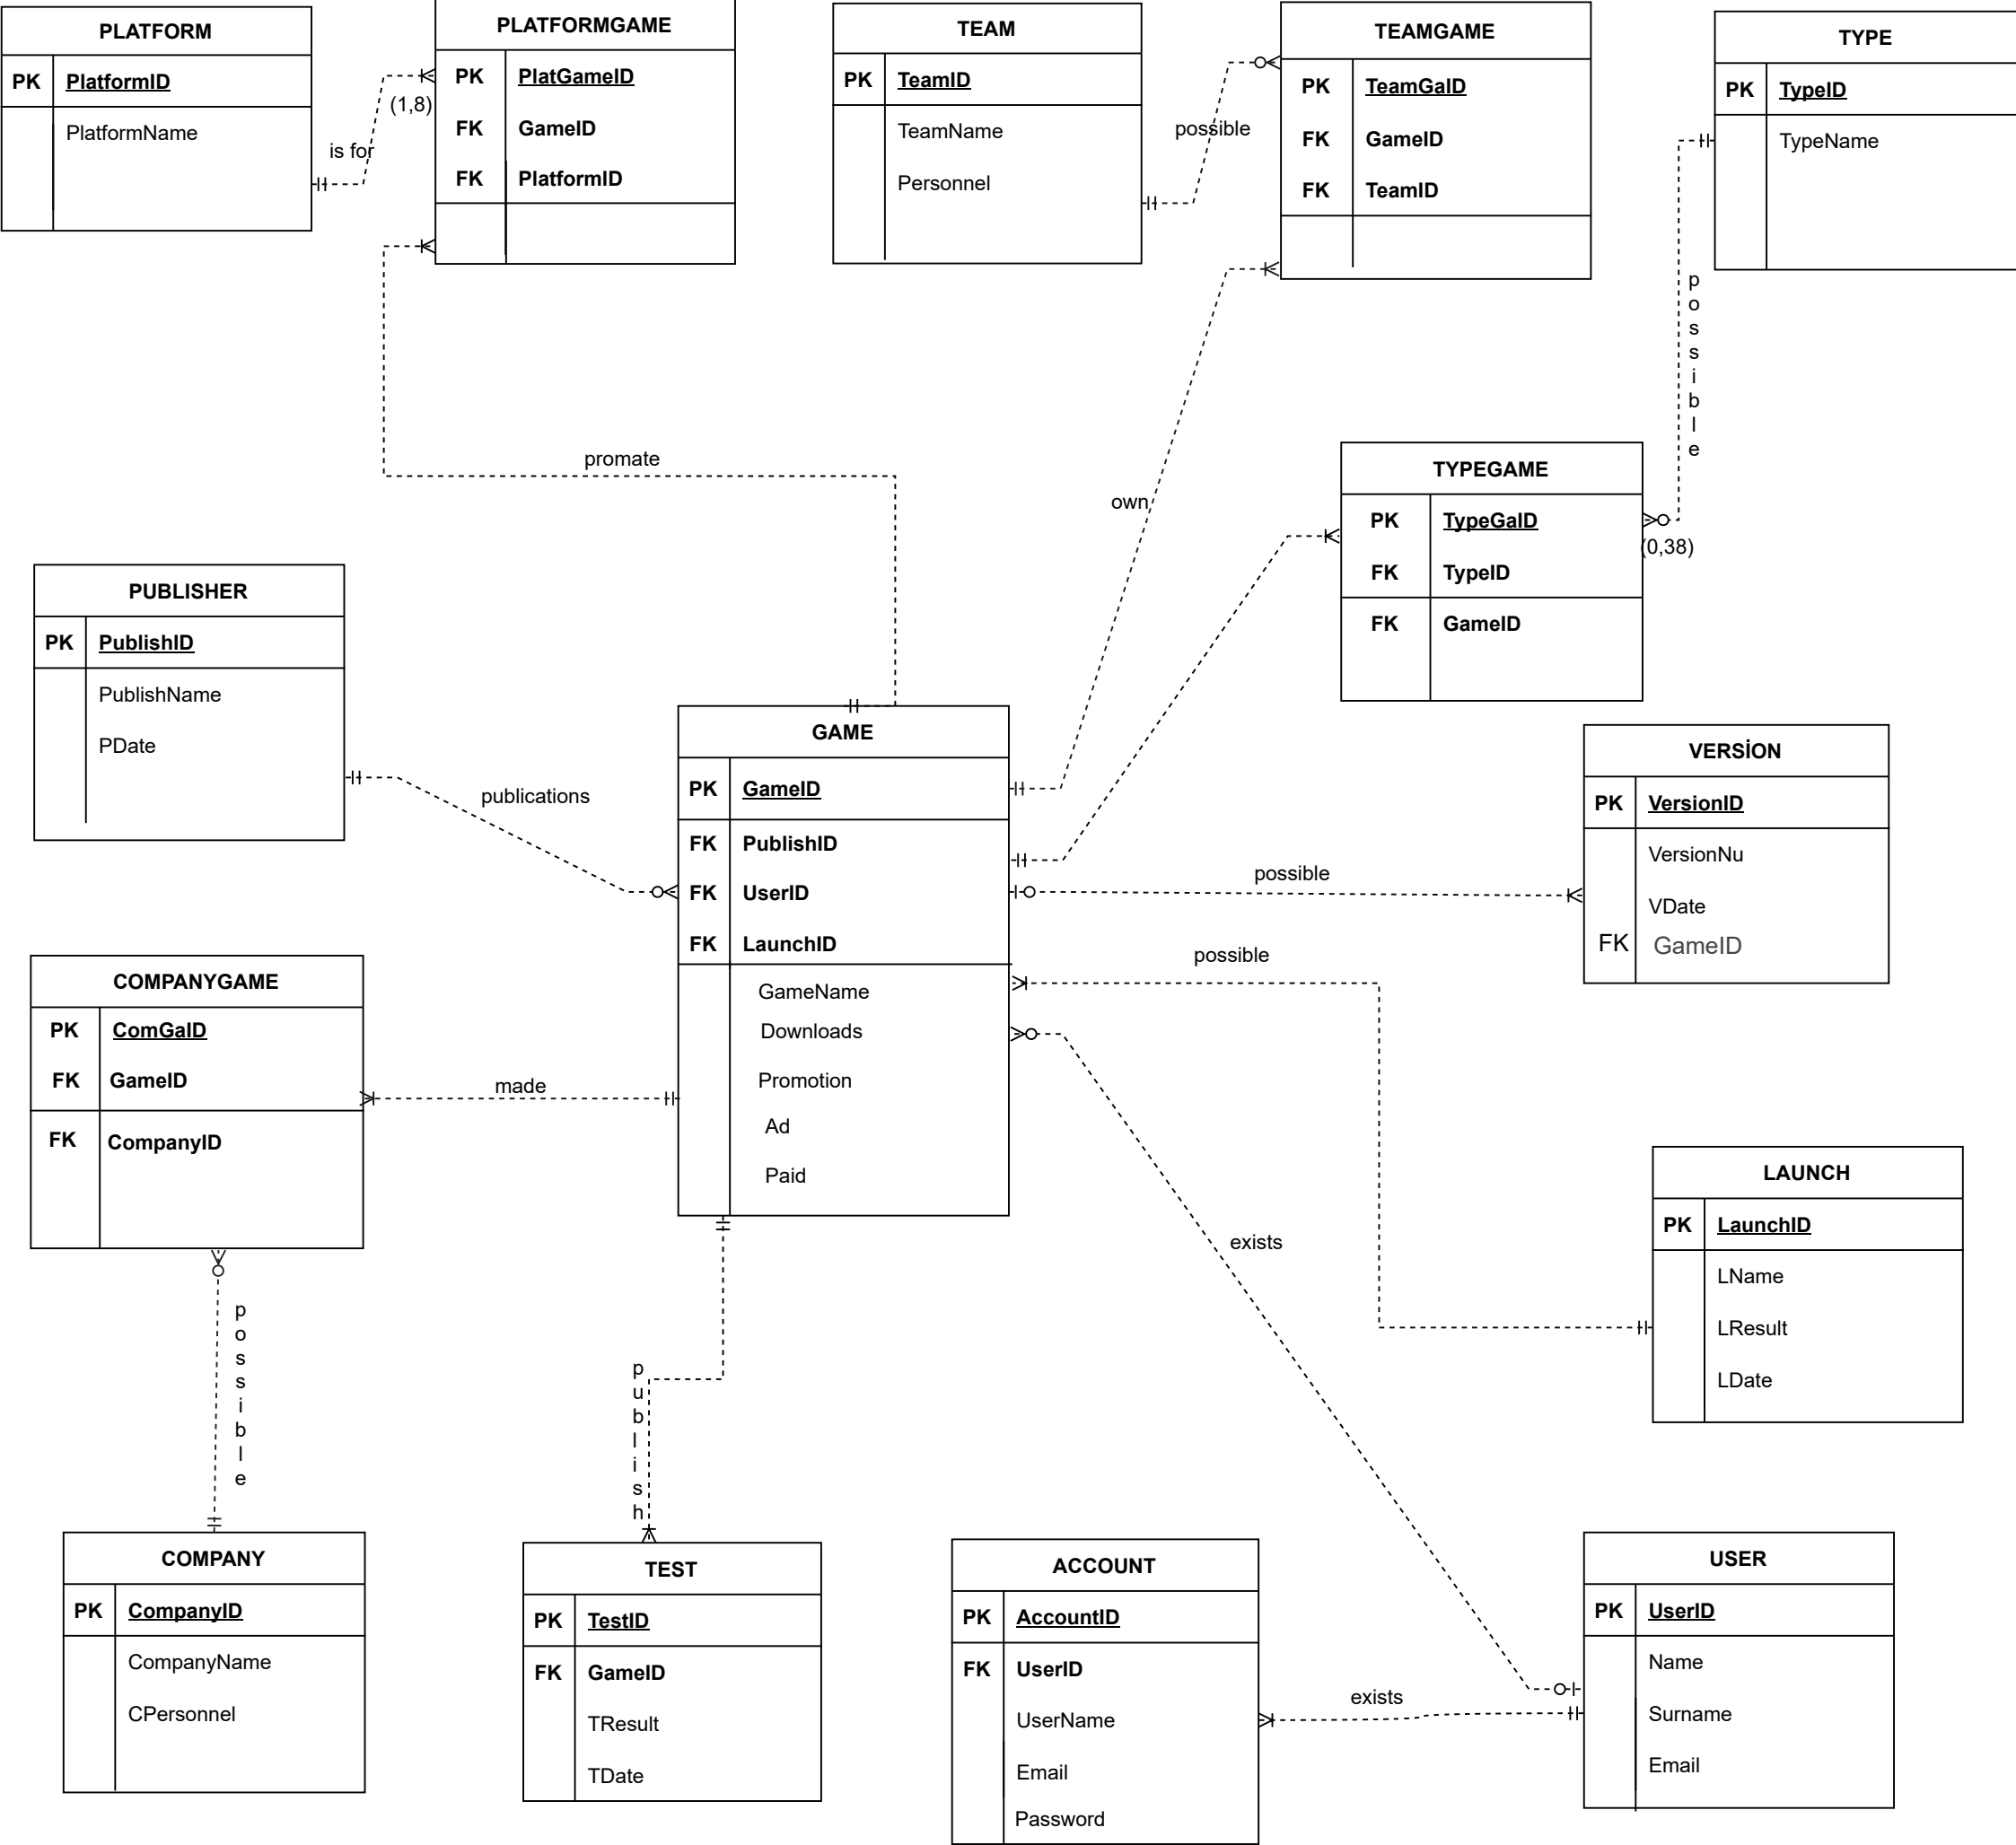 PLATFORM
PK PlatformID
PlatformName
is for
(1,8)
PLATFORMGAME
PK PlatGameID
FK GameID
FK PlatformID
TEAM
PK TeamID
TeamName
Personnel
possible
TEAMGAME
PK TeamGaID
FK GameID
FK TeamID
TYPE
PK TypeID
TypeName
possible
promate
own
TYPEGAME
PK TypeGaID
FK TypeID
FK GameID
(0,38)
PUBLISHER
PK PublishID
PublishName
PDate
publications
GAME
PK GameID
FK PublishID
FK UserID
FK LaunchID
GameName
Downloads
Promotion
Ad
Paid
VERSİON
PK VersionID
VersionNu
VDate
FK GameID
possible
possible
COMPANYGAME
PK ComGaID
FK GameID
FK CompanyID
made
LAUNCH
PK LaunchID
LName
LResult
LDate
exists
possible
publish
COMPANY
PK CompanyID
CompanyName
CPersonnel
TEST
PK TestID
FK GameID
TResult
TDate
ACCOUNT
PK AccountID
FK UserID
UserName
Email
Password
exists
USER
PK UserID
Name
Surname
Email